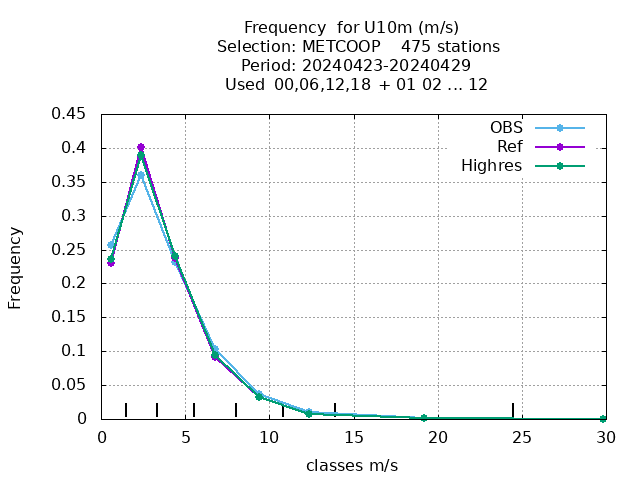 Frequency  for U10m (m/s)
Selection: METCOOP    475 stations
Period: 20240423-20240429
Used  00,06,12,18 + 01 02 ... 12
OBS
Ref
Highres
0.45
0.4
0.35
0.3
0.25
0.2
0.15
0.1
0.05
0
Frequency
0 5 10 15 20 25 30
classes m/s